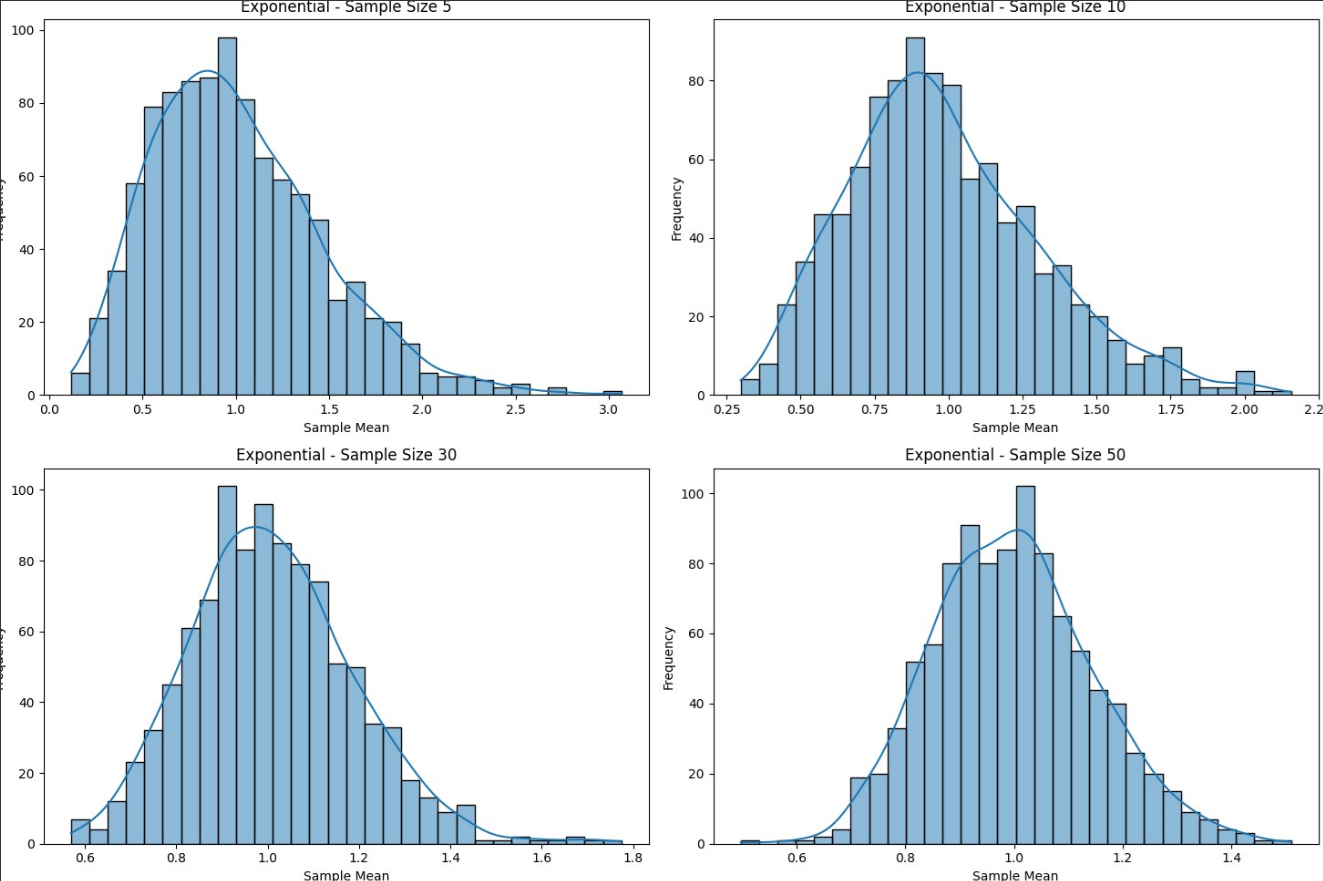 Exponential - Sample Size 5
100
80
60
40
20
0
0.0 0.5 1.0 1.5 2.0 2.5 3.0
Sample Mean
Exponential - Sample Size 10
Frequency
80
60
40
20
0
0.25 0.50 0.75 1.00 1.25 1.50 1.75 2.00 2.2
Sample Mean
Exponential - Sample Size 30
100
80
60
40
20
0
0.6 0.8 1.0 1.2 1.4 1.6 1.8
Sample Mean
Exponential - Sample Size 50
Frequency
100
80
60
40
20
0
0.6 0.8 1.0 1.2 1.4
Sample Mean